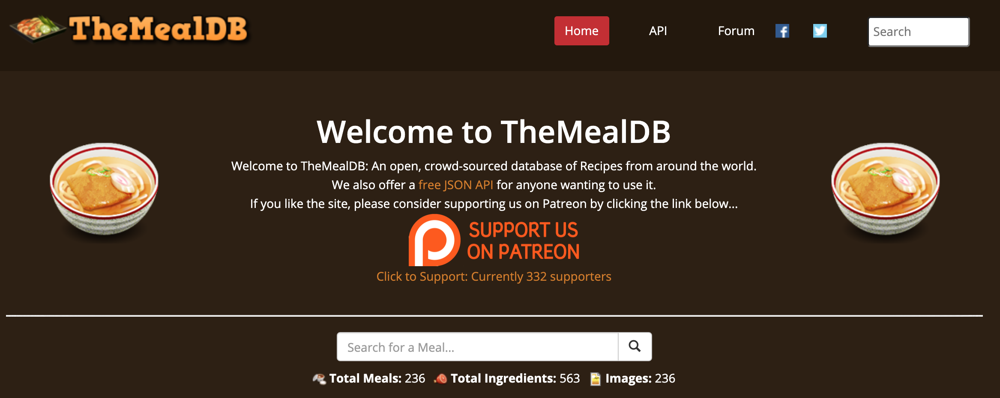 TheMealDB
Home API Forum Search
Welcome to TheMealDB
Welcome to TheMealDB: An open, crowd-sourced database of Recipes from around the world.
We also offer a free JSON API for anyone wanting to use it.
If you like the site, please consider supporting us on Patreon by clicking the link below...
SUPPORT US
ON PATREON
Click to Support: Currently 332 supporters
Search for a Meal...
Total Meals: 236 Total Ingredients: 563 Images: 236